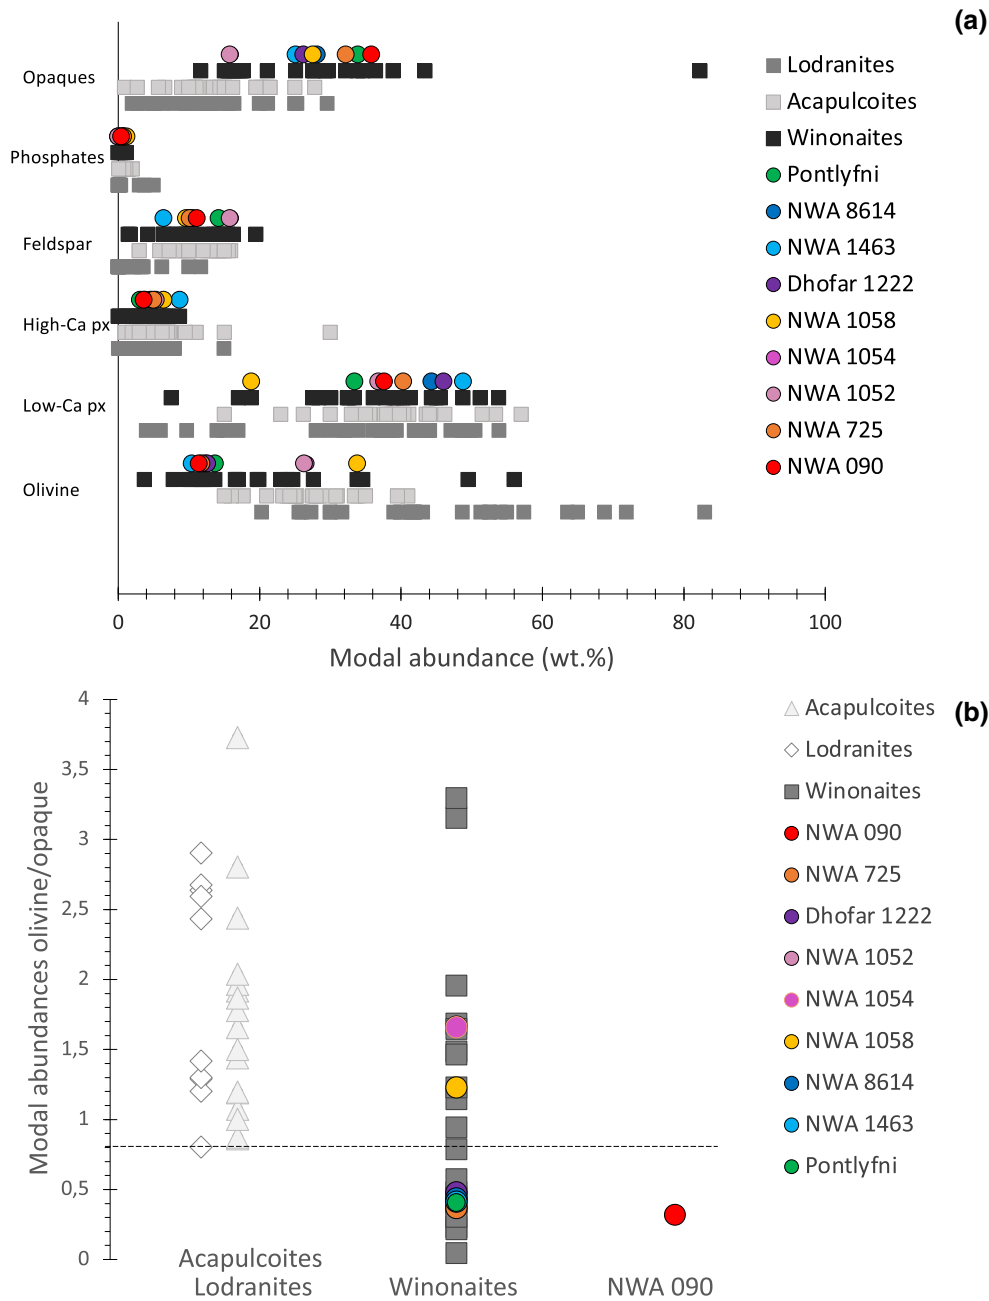 (a)
Opaques
Phosphates
Feldspar
High-Ca px
Low-Ca px
Olivine
Lodranites
Acapulcoites
Winonaites
Pontlyfni
NWA 8614
NWA 1463
Dhofar 1222
NWA 1058
NWA 1054
NWA 1052
NWA 725
NWA 090
0 20 40 60 80 100
Modal abundance (wt.%)
(b)
Modal abundances olivine/opaque
4
3,5
3
2,5
2
1,5
1
0,5
0
Acapulcoites
Lodranites
Winonaites
NWA 090
NWA 725
Dhofar 1222
NWA 1052
NWA 1054
NWA 1058
NWA 8614
NWA 1463
Pontlyfni
Acapulcoites
Lodranites Winonaites NWA 090